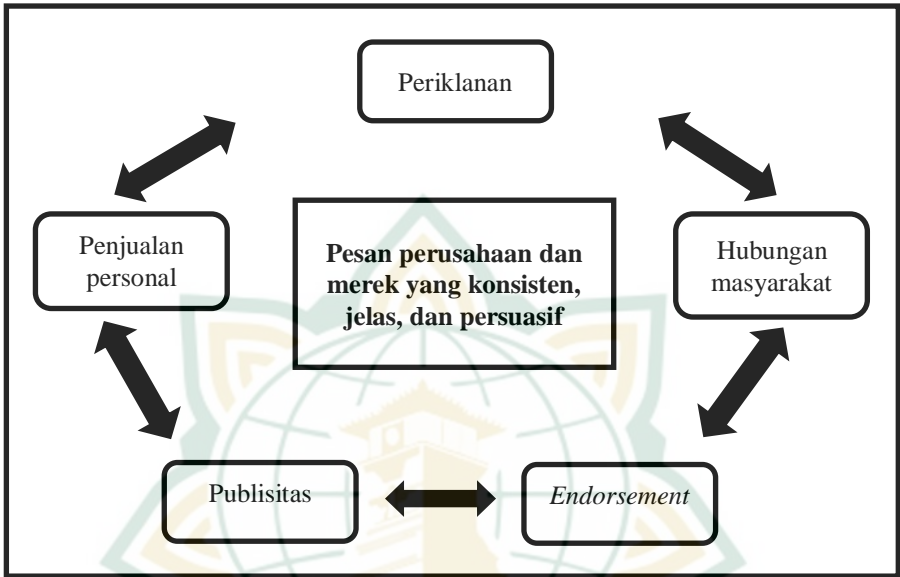 Periklanan
Penjualan
personal
Pesan perusahaan dan
merek yang konsisten,
jelas, dan persuasif
Hubungan
masyarakat
Publisitas
Endorsement